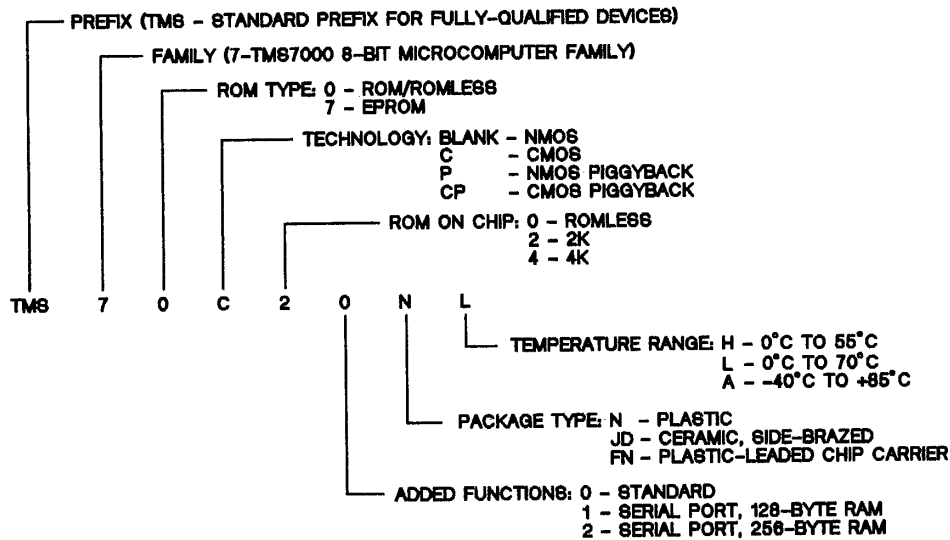 PREFIX (TMS – STANDARD PREFIX FOR FULLY-QUALIFIED DEVICES)
FAMILY (7-TMS7000 8-BIT MICROCOMPUTER FAMILY)
ROM TYPE: 0 – ROM/ROMLESS
7 – EPROM
TECHNOLOGY: BLANK – NMOS
C – CMOS
P – NMOS PIGGYBACK
CP – CMOS PIGGYBACK
ROM ON CHIP: 0 – ROMLESS
2 – 2K
4 – 4K
TMS 7 0 C 2 0 N L
TEMPERATURE RANGE: H – 0°C TO 55°C
L – 0°C TO 70°C
A – -40°C TO +85°C
PACKAGE TYPE: N – PLASTIC
JD – CERAMIC, SIDE-BRAZED
FN – PLASTIC-LEADED CHIP CARRIER
ADDED FUNCTIONS: 0 – STANDARD
1 – SERIAL PORT, 128-BYTE RAM
2 – SERIAL PORT, 256-BYTE RAM